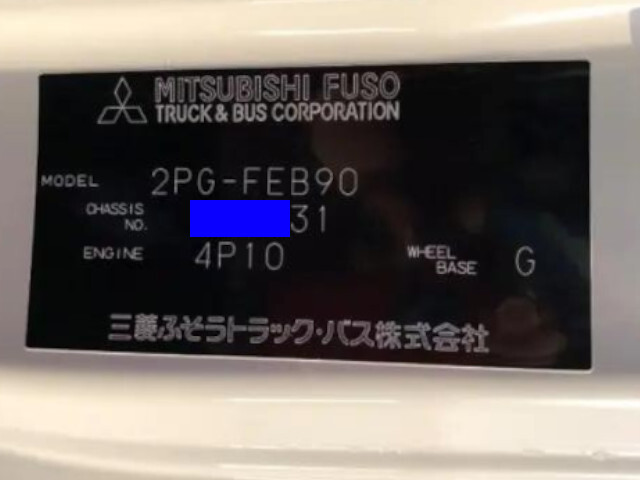 MITSUBISHI FUSO
TRUCK & BUS CORPORATION
MODEL 2PG-FEB90
CHASSIS NO. 31
ENGINE 4P10 WHEEL BASE G
三菱ふそうトラック・バス株式会社